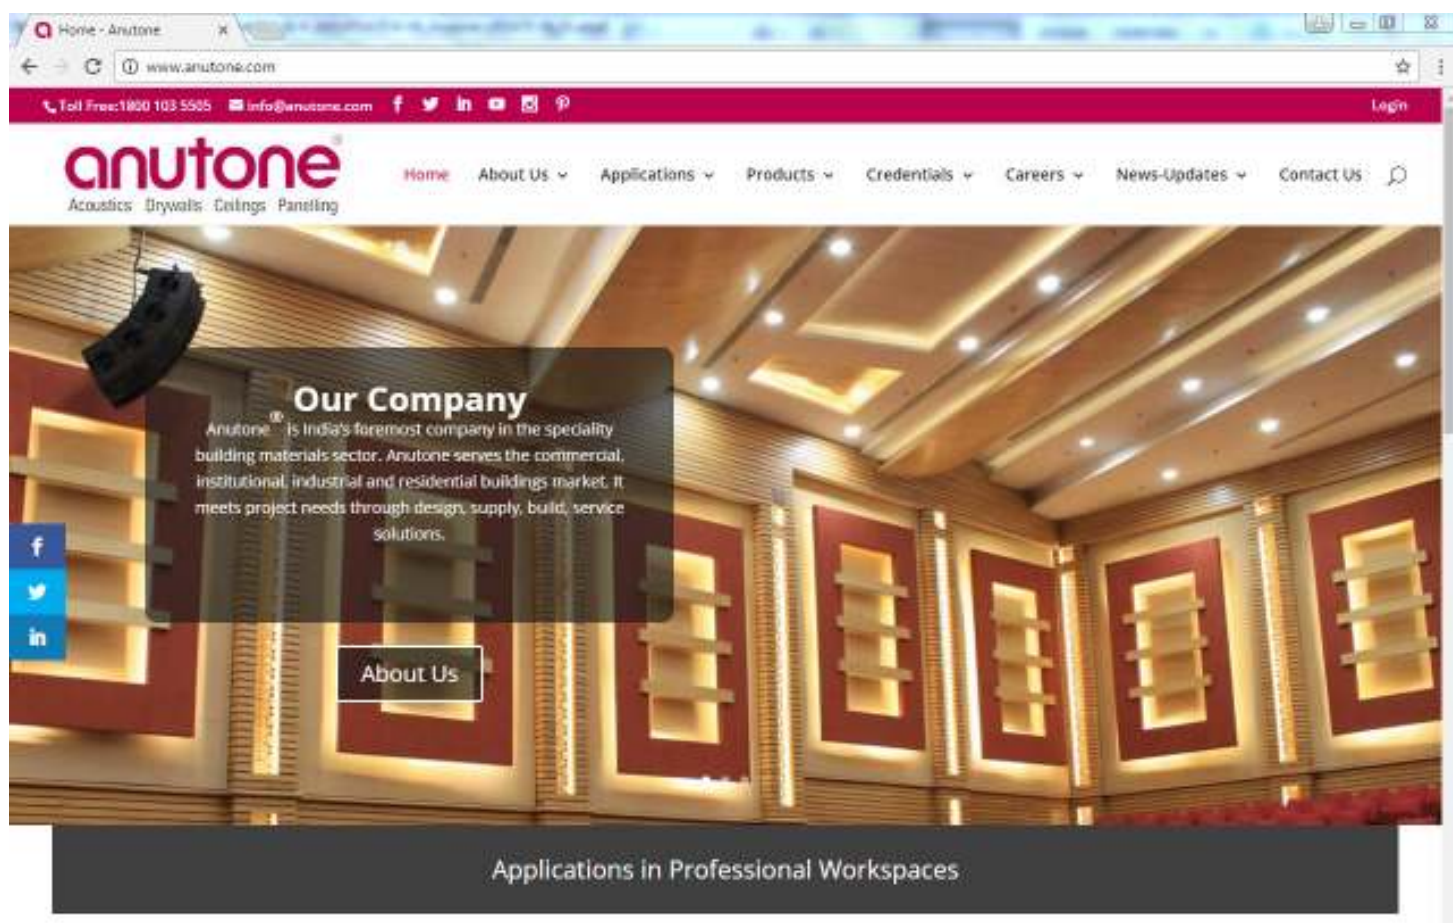 Home - Anutone
www.anutone.com
Toll Free:1800 103 5505 info@anutone.com
Login
anutone®
Acoustics Drywalls Ceilings Panelling
Home About Us Applications Products Credentials Careers News-Updates Contact Us
Our Company
Anutone® is India's foremost company in the speciality
building materials sector. Anutone serves the commercial,
institutional, industrial and residential buildings market. It
meets project needs through design, supply, build, service
solutions.
About Us
Applications in Professional Workspaces